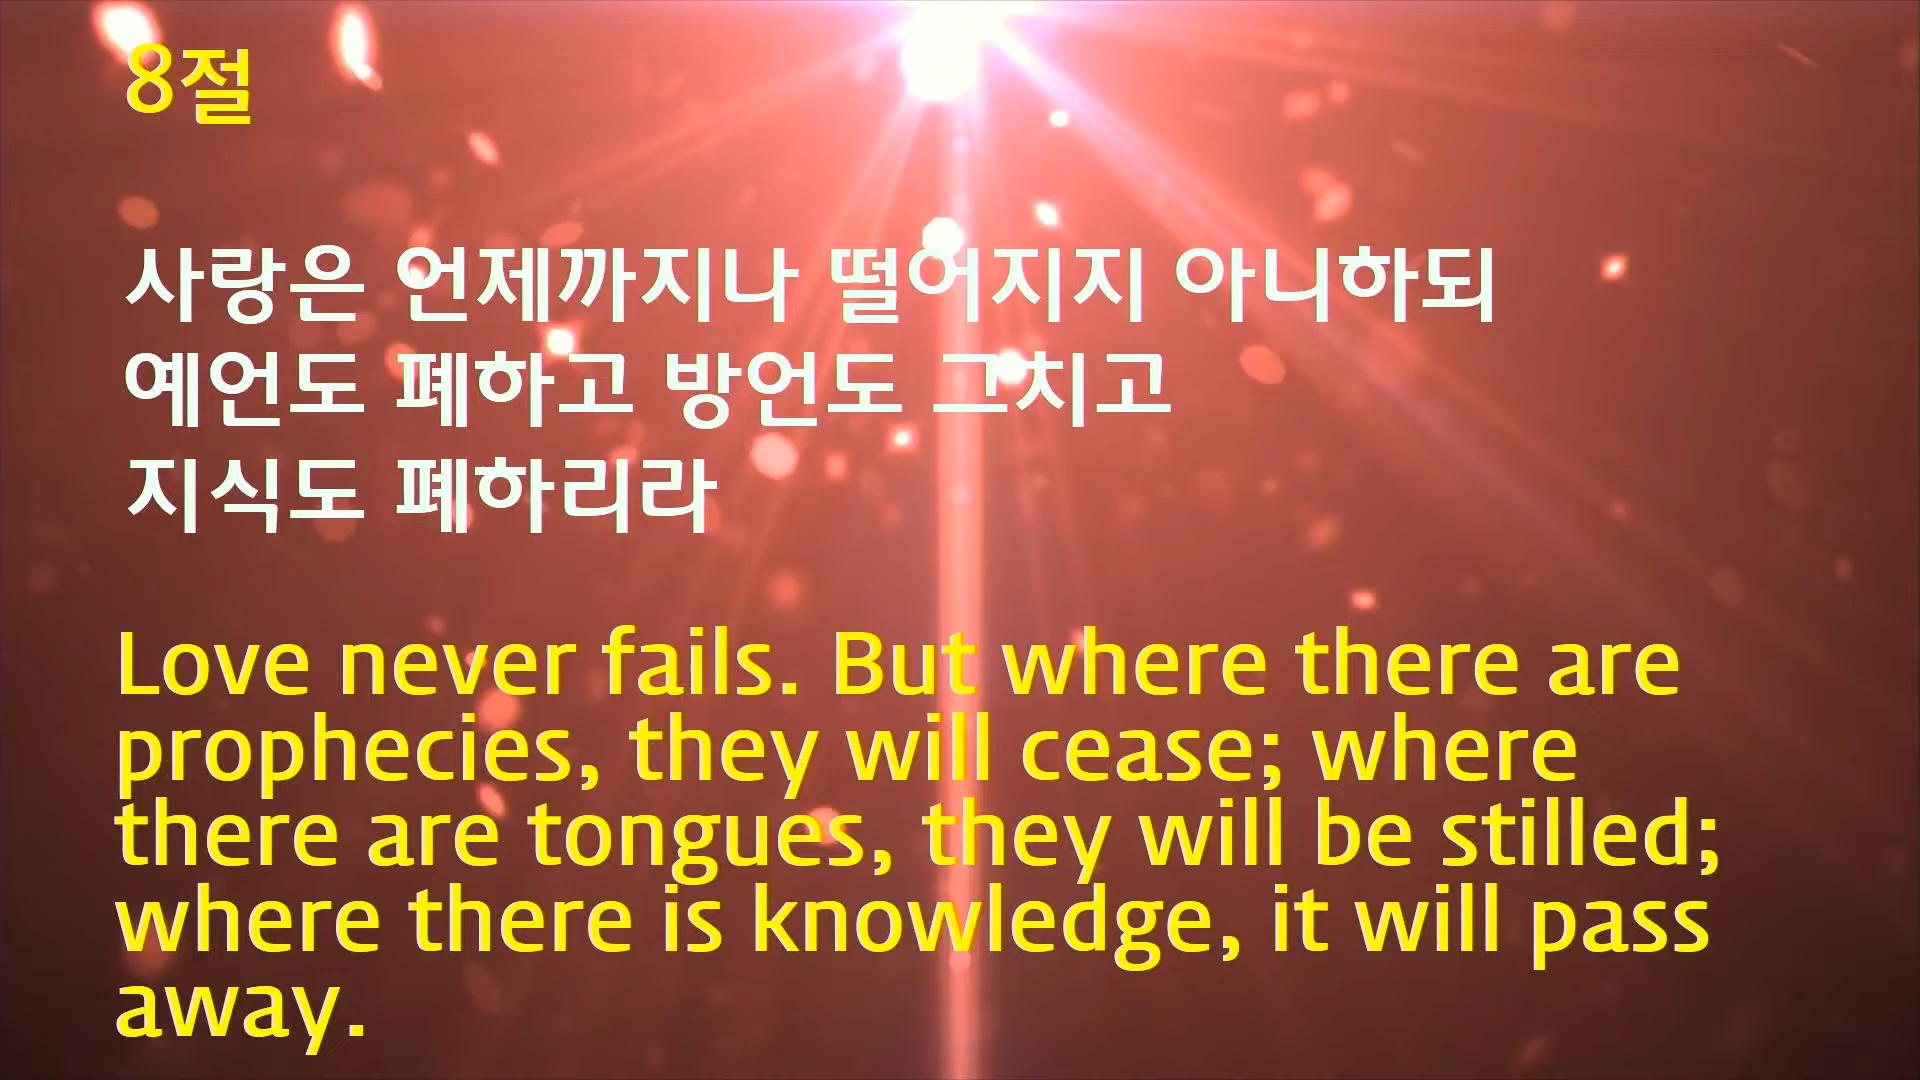 8절
사랑은 언제까지나 떨어지지 아니하되
예언도 폐하고 방언도 그치고
지식도 폐하리라
Love never fails. But where there are
prophecies, they will cease; where
there are tongues, they will be stilled;
where there is knowledge, it will pass
away.